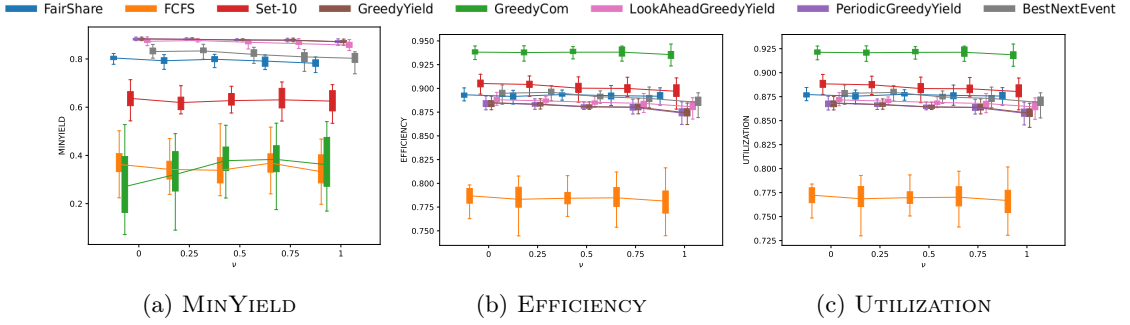 FairShare FCFS Set-10 GreedyYield GreedyCom LookAheadGreedyYield PeriodicGreedyYield BestNextEvent
MINYIELD
0.8
0.6
0.4
0.2
0 0.25 0.5 0.75 1
ν
EFFICIENCY
0.950
0.925
0.900
0.875
0.850
0.825
0.800
0.775
0.750
0 0.25 0.5 0.75 1
ν
UTILIZATION
0.925
0.900
0.875
0.850
0.825
0.800
0.775
0.750
0.725
0 0.25 0.5 0.75 1
ν
(a) MINYIELD (b) EFFICIENCY (c) UTILIZATION